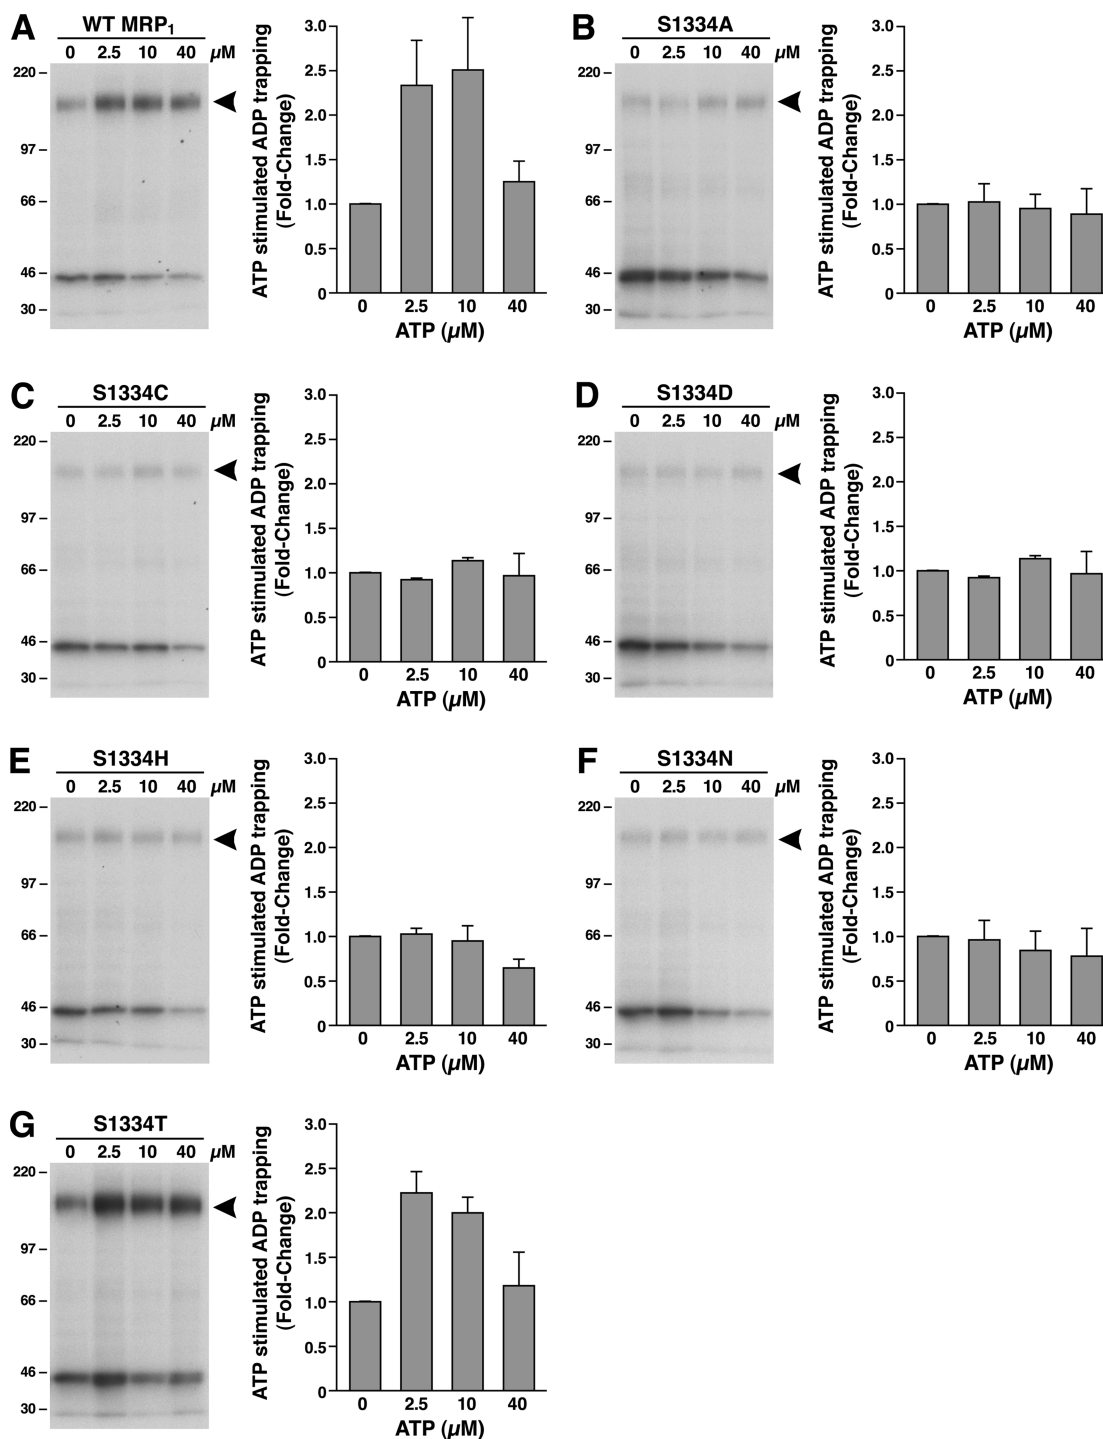 A
WT MRP1
0 2.5 10 40 µM
220
97
66
46
30
ATP stimulated ADP trapping
(Fold-Change)
3.0
2.5
2.0
1.5
1.0
0.5
0
0 2.5 10 40
ATP (µM)
B
S1334A
0 2.5 10 40 µM
220
97
66
46
30
ATP stimulated ADP trapping
(Fold-Change)
3.0
2.5
2.0
1.5
1.0
0.5
0
0 2.5 10 40
ATP (µM)
C
S1334C
0 2.5 10 40 µM
220
97
66
46
30
ATP stimulated ADP trapping
(Fold-Change)
3.0
2.5
2.0
1.5
1.0
0.5
0
0 2.5 10 40
ATP (µM)
D
S1334D
0 2.5 10 40 µM
220
97
66
46
30
ATP stimulated ADP trapping
(Fold-Change)
3.0
2.5
2.0
1.5
1.0
0.5
0
0 2.5 10 40
ATP (µM)
E
S1334H
0 2.5 10 40 µM
220
97
66
46
30
ATP stimulated ADP trapping
(Fold-Change)
3.0
2.5
2.0
1.5
1.0
0.5
0
0 2.5 10 40
ATP (µM)
F
S1334N
0 2.5 10 40 µM
220
97
66
46
30
ATP stimulated ADP trapping
(Fold-Change)
3.0
2.5
2.0
1.5
1.0
0.5
0
0 2.5 10 40
ATP (µM)
G
S1334T
0 2.5 10 40 µM
220
97
66
46
30
ATP stimulated ADP trapping
(Fold-Change)
3.0
2.5
2.0
1.5
1.0
0.5
0
0 2.5 10 40
ATP (µM)